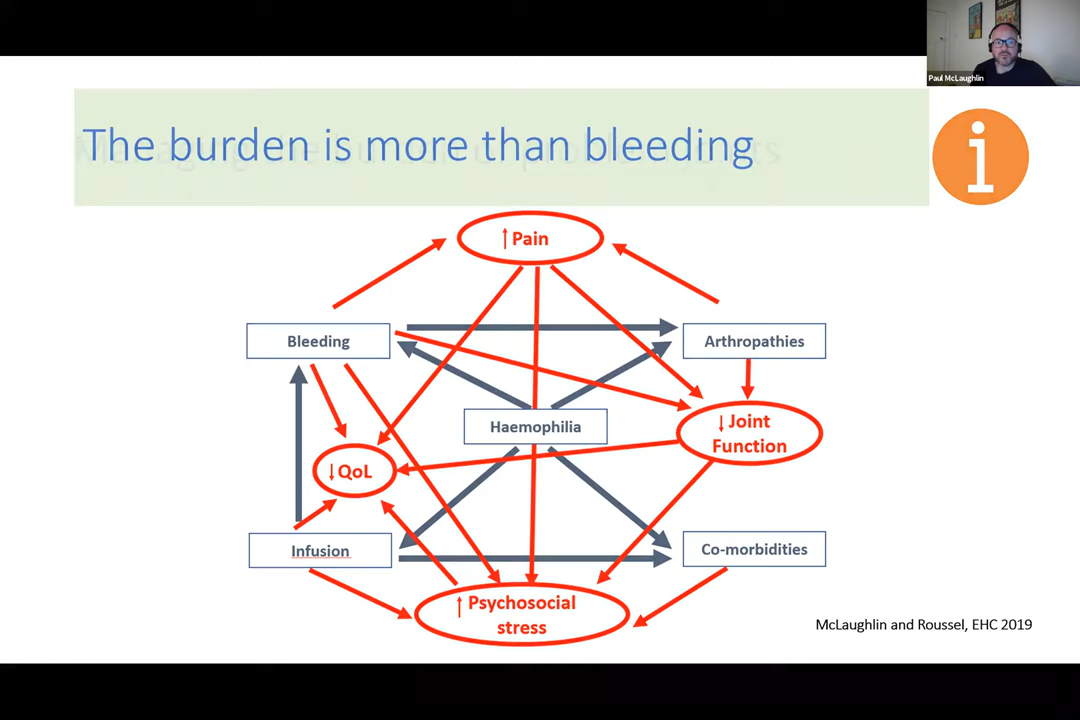 Paul McLaughlin
The burden is more than bleeding
i
↑ Pain
Bleeding
Arthropathies
Haemophilia
↓ Joint
Function
↓ QoL
Infusion
Co-morbidities
↑ Psychosocial
stress
McLaughlin and Roussel, EHC 2019